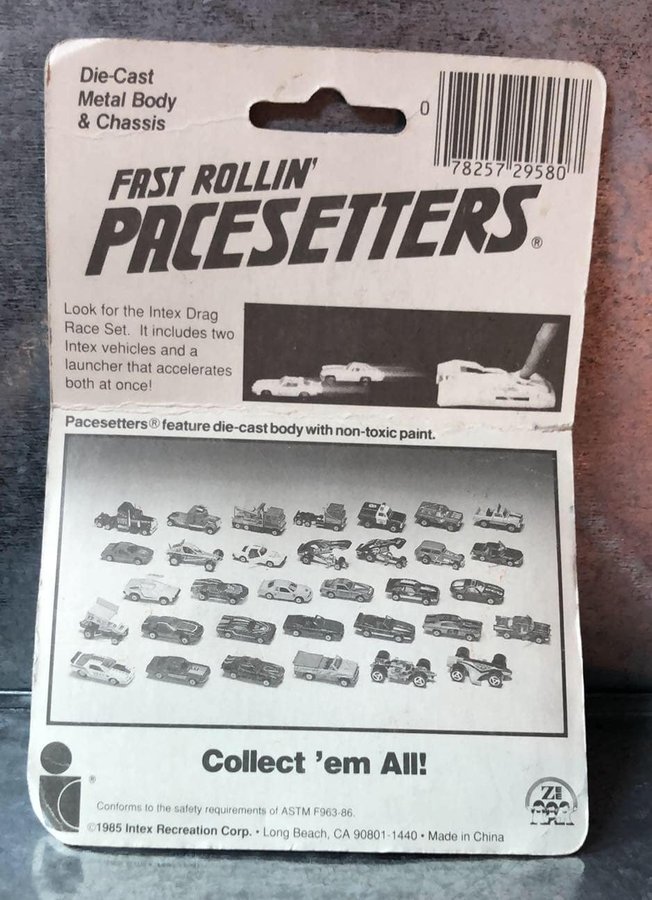 Die-Cast
Metal Body
& Chassis
0
78257 29580
FAST ROLLIN'
PACESETTERS®
Look for the Intex Drag
Race Set. It includes two
Intex vehicles and a
launcher that accelerates
both at once!
Pacesetters® feature die-cast body with non-toxic paint.
Collect 'em All!
®
Conforms to the safety requirements of ASTM F963-86.
©1985 Intex Recreation Corp. • Long Beach, CA 90801-1440 • Made in China